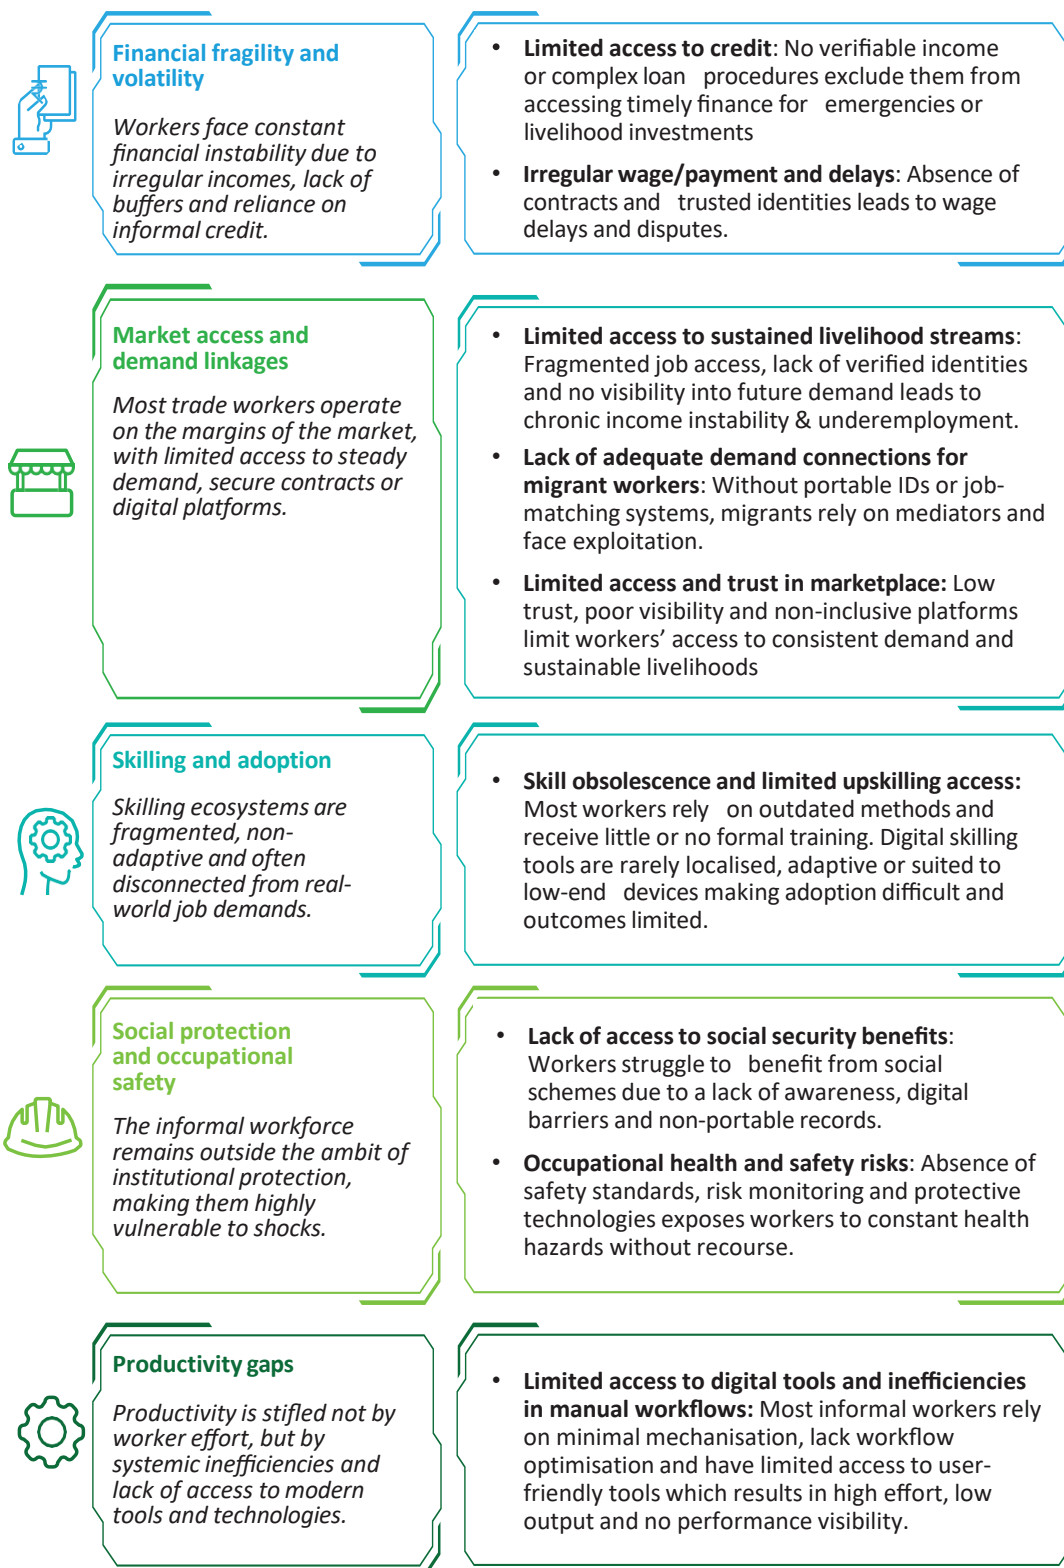 Financial fragility and
volatility
Workers face constant
financial instability due to
irregular incomes, lack of
buffers and reliance on
informal credit.
• Limited access to credit: No verifiable income
or complex loan procedures exclude them from
accessing timely finance for emergencies or
livelihood investments
• Irregular wage/payment and delays: Absence of
contracts and trusted identities leads to wage
delays and disputes.
Market access and
demand linkages
Most trade workers operate
on the margins of the market,
with limited access to steady
demand, secure contracts or
digital platforms.
• Limited access to sustained livelihood streams:
Fragmented job access, lack of verified identities
and no visibility into future demand leads to
chronic income instability & underemployment.
• Lack of adequate demand connections for
migrant workers: Without portable IDs or job-
matching systems, migrants rely on mediators and
face exploitation.
• Limited access and trust in marketplace: Low
trust, poor visibility and non-inclusive platforms
limit workers’ access to consistent demand and
sustainable livelihoods
Skilling and adoption
Skilling ecosystems are
fragmented, non-
adaptive and often
disconnected from real-
world job demands.
• Skill obsolescence and limited upskilling access:
Most workers rely on outdated methods and
receive little or no formal training. Digital skilling
tools are rarely localised, adaptive or suited to
low-end devices making adoption difficult and
outcomes limited.
Social protection
and occupational
safety
The informal workforce
remains outside the ambit of
institutional protection,
making them highly
vulnerable to shocks.
• Lack of access to social security benefits:
Workers struggle to benefit from social
schemes due to a lack of awareness, digital
barriers and non-portable records.
• Occupational health and safety risks: Absence of
safety standards, risk monitoring and protective
technologies exposes workers to constant health
hazards without recourse.
Productivity gaps
Productivity is stifled not by
worker effort, but by
systemic inefficiencies and
lack of access to modern
tools and technologies.
• Limited access to digital tools and inefficiencies
in manual workflows: Most informal workers rely
on minimal mechanisation, lack workflow
optimisation and have limited access to user-
friendly tools which results in high effort, low
output and no performance visibility.